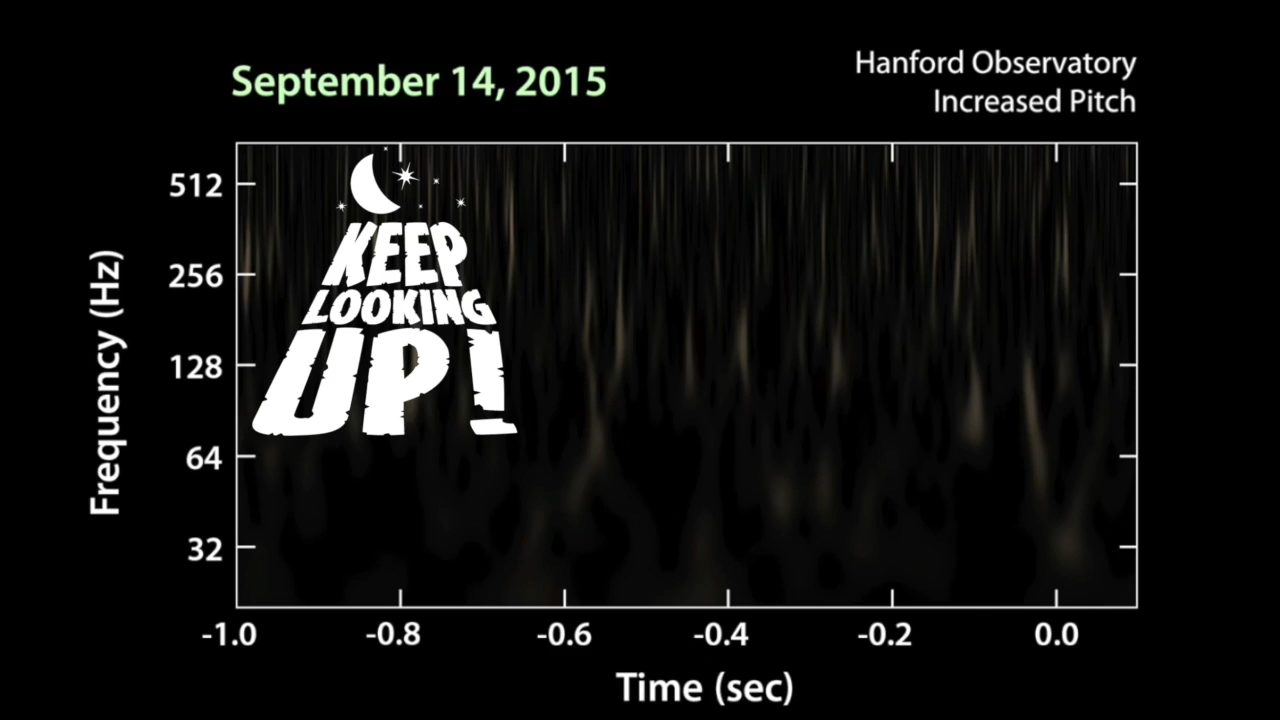 September 14, 2015
Hanford Observatory
Increased Pitch
KEEP
LOOKING
UP!
Frequency (Hz)
512
256
128
64
32
-1.0 -0.8 -0.6 -0.4 -0.2 0.0
Time (sec)